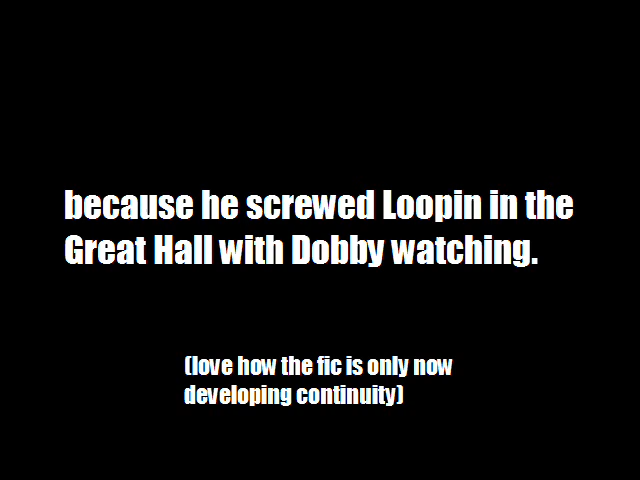 because he screwed Loopin in the
Great Hall with Dobby watching.
(love how the fic is only now
developing continuity)